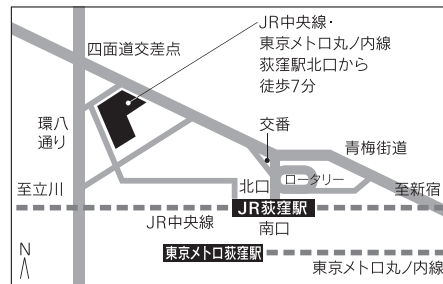 四面道交差点
JR中央線・
東京メトロ丸ノ内線
荻窪駅北口から
徒歩7分
環八
通り
交番
青梅街道
北口
ロータリー
至立川
至新宿
JR中央線
JR荻窪駅
南口
東京メトロ荻窪駅
東京メトロ丸ノ内線
N